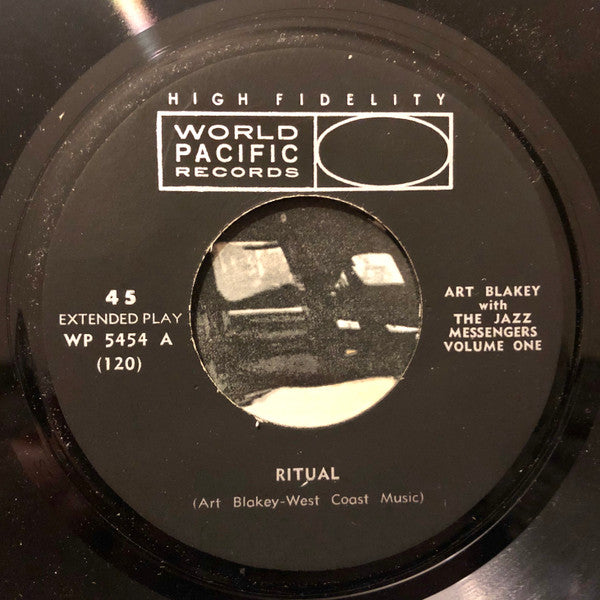 HIGH FIDELITY
WORLD
PACIFIC
RECORDS
45
EXTENDED PLAY
WP 5454 A
(120)
ART BLAKEY
with
THE JAZZ
MESSENGERS
VOLUME ONE
RITUAL
(Art Blakey-West Coast Music)